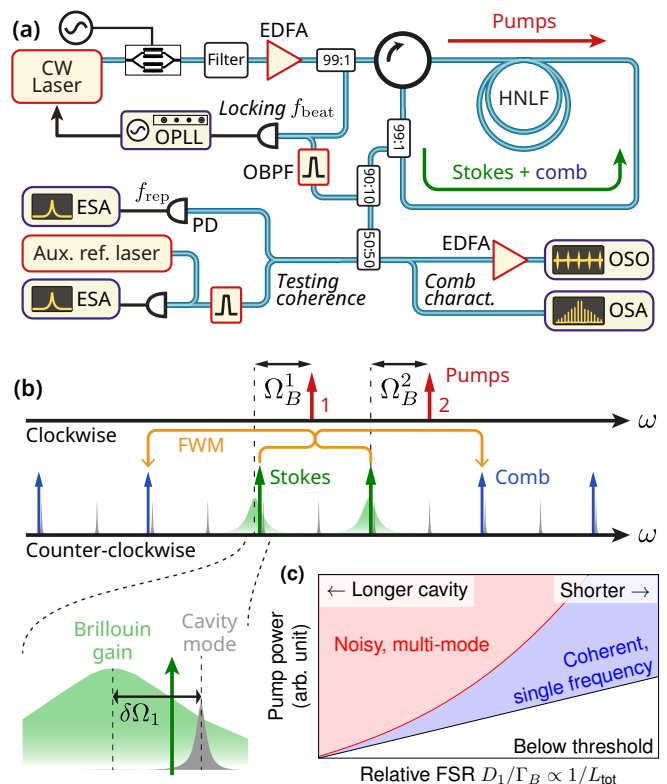 (a)
CW
Laser
Filter
EDFA
99:1
Pumps
HNLF
Stokes + comb
99:1
Locking f_beat
OPLL
OBPF
90:10
50:50
ESA
f_rep
PD
Aux. ref. laser
ESA
Testing
coherence
Comb
charact.
EDFA
OSO
OSA
(b)
Ω_B^1
Ω_B^2
Pumps
1
2
Clockwise
ω
FWM
Stokes
Comb
Counter-clockwise
ω
Brillouin
gain
Cavity
mode
δΩ_1
(c)
← Longer cavity
Shorter →
Noisy, multi-mode
Coherent,
single frequency
Below threshold
Pump power
(arb. unit)
Relative FSR D_1/Γ_B ∝ 1/L_tot